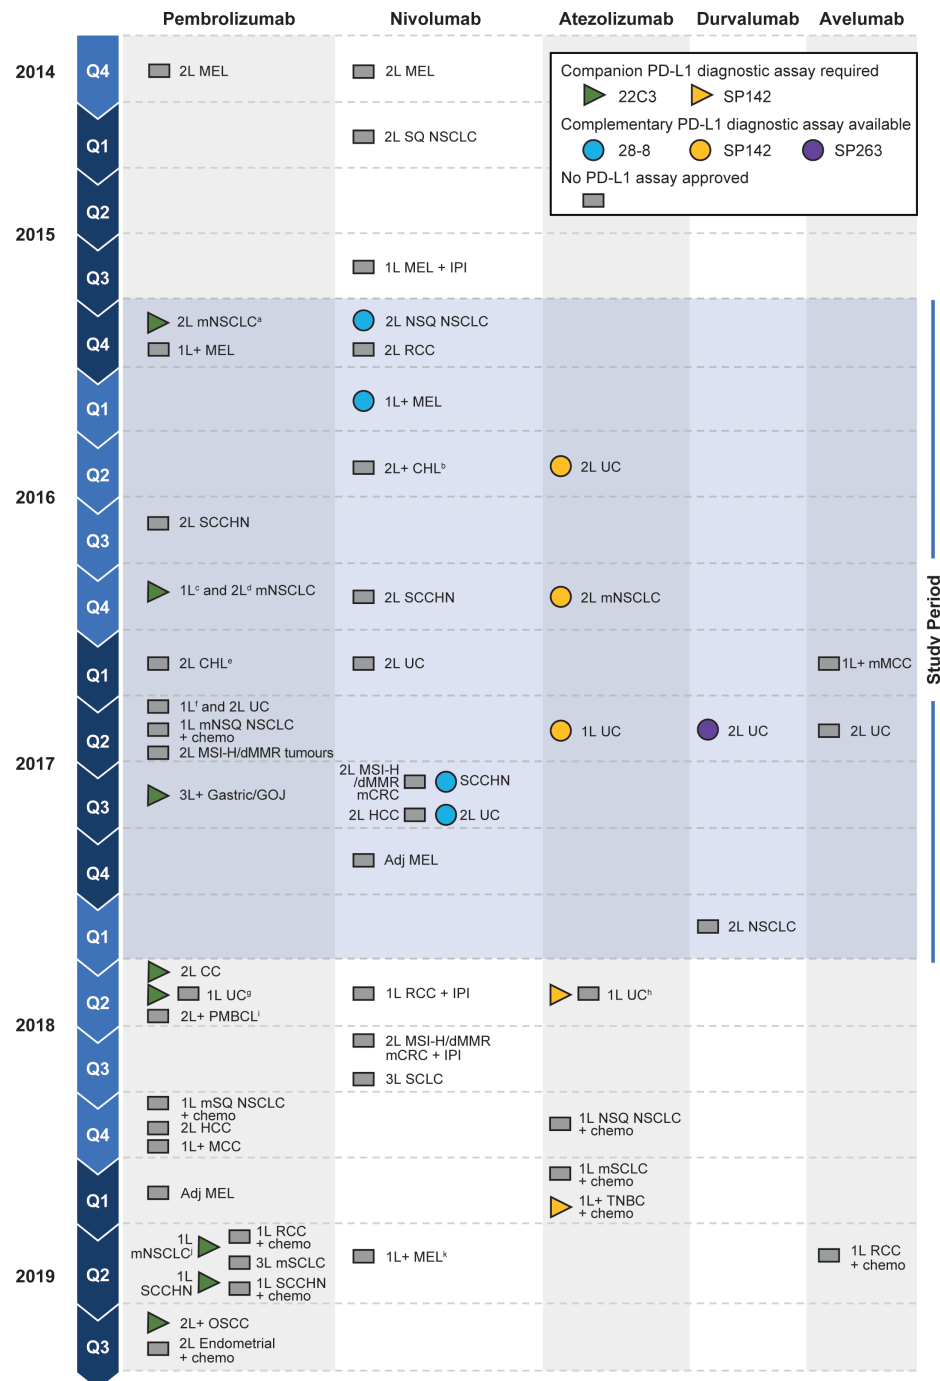 Pembrolizumab Nivolumab Atezolizumab Durvalumab Avelumab
2014 Q4 2L MEL 2L MEL
Companion PD-L1 diagnostic assay required
22C3 SP142
Complementary PD-L1 diagnostic assay available
28-8 SP142 SP263
No PD-L1 assay approved
Q1 2L SQ NSCLC
Q2
2015
Q3 1L MEL + IPI
2L mNSCLCᵃ 2L NSQ NSCLC
Q4
1L+ MEL 2L RCC
Q1 1L+ MEL
Q2 2L+ CHLᵇ 2L UC
2016
Q3 2L SCCHN
Q4 1Lᶜ and 2Lᵈ mNSCLC 2L SCCHN 2L mNSCLC
Study Period
Q1 2L CHLᵉ 2L UC 1L+ mMCC
1Lᶠ and 2L UC
Q2 1L mNSQ NSCLC
+ chemo 1L UC 2L UC 2L UC
2L MSI-H/dMMR tumours
2017
Q3 3L+ Gastric/GOJ
2L MSI-H
/dMMR
mCRC SCCHN
2L HCC 2L UC
Q4 Adj MEL
Q1 2L NSCLC
2L CC
Q2 1L UCᵍ 1L RCC + IPI 1L UCʰ
2L+ PMBCLⁱ
2018
Q3 2L MSI-H/dMMR
mCRC + IPI
3L SCLC
Q4 1L mSQ NSCLC
+ chemo
2L HCC
1L+ MCC
1L NSQ NSCLC
+ chemo
Q1 Adj MEL
1L mSCLC
+ chemo
1L+ TNBC
+ chemo
2019 Q2
1L
mNSCLCʲ
1L RCC
+ chemo
3L mSCLC
1L
SCCHN
1L SCCHN
+ chemo
1L+ MELᵏ
1L RCC
+ chemo
Q3 2L+ OSCC
2L Endometrial
+ chemo